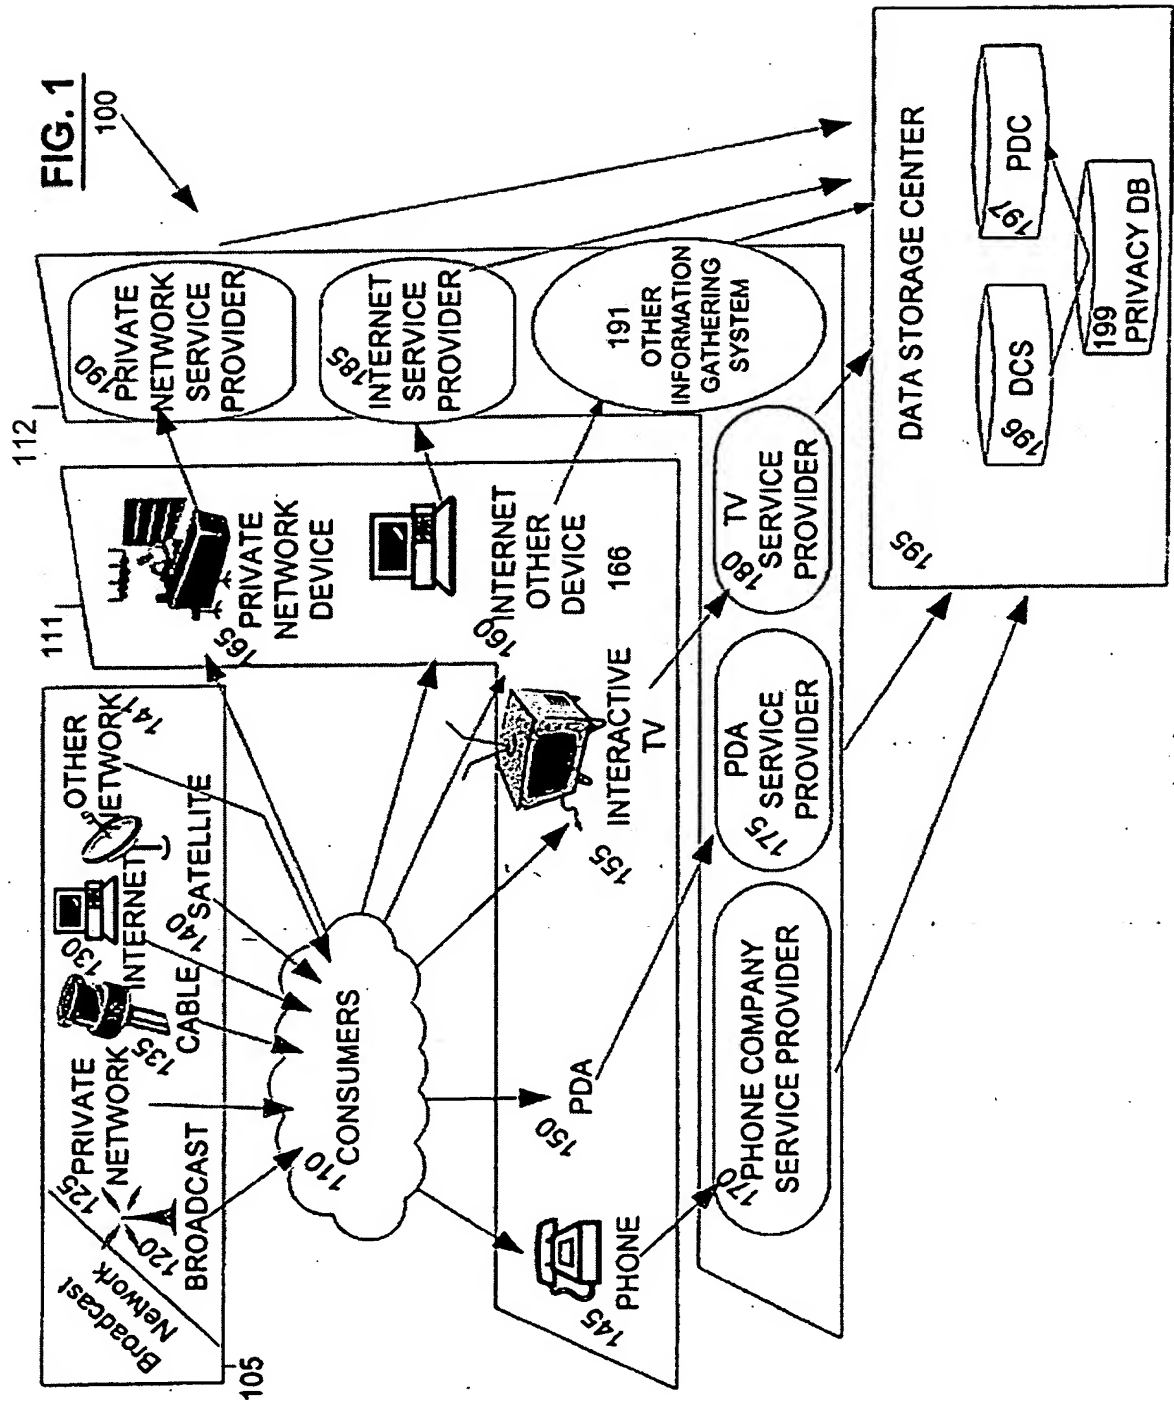 FIG. 1
100
105
Broadcast
Network
120
BROADCAST
125
PRIVATE
NETWORK
135
CABLE
130
INTERNET
140
SATELLITE
OTHER
NETWORK
141
110
CONSUMERS
111
112
145
PHONE
150
PDA
155
INTERACTIVE
TV
160
INTERNET
OTHER
DEVICE
166
165
PRIVATE
NETWORK
DEVICE
170
PHONE COMPANY
SERVICE PROVIDER
175
PDA
SERVICE
PROVIDER
180
TV
SERVICE
PROVIDER
185
INTERNET
SERVICE
PROVIDER
190
PRIVATE
NETWORK
SERVICE
PROVIDER
191
OTHER
INFORMATION
GATHERING
SYSTEM
195
DATA STORAGE CENTER
196
DCS
197
PDC
199
PRIVACY DB